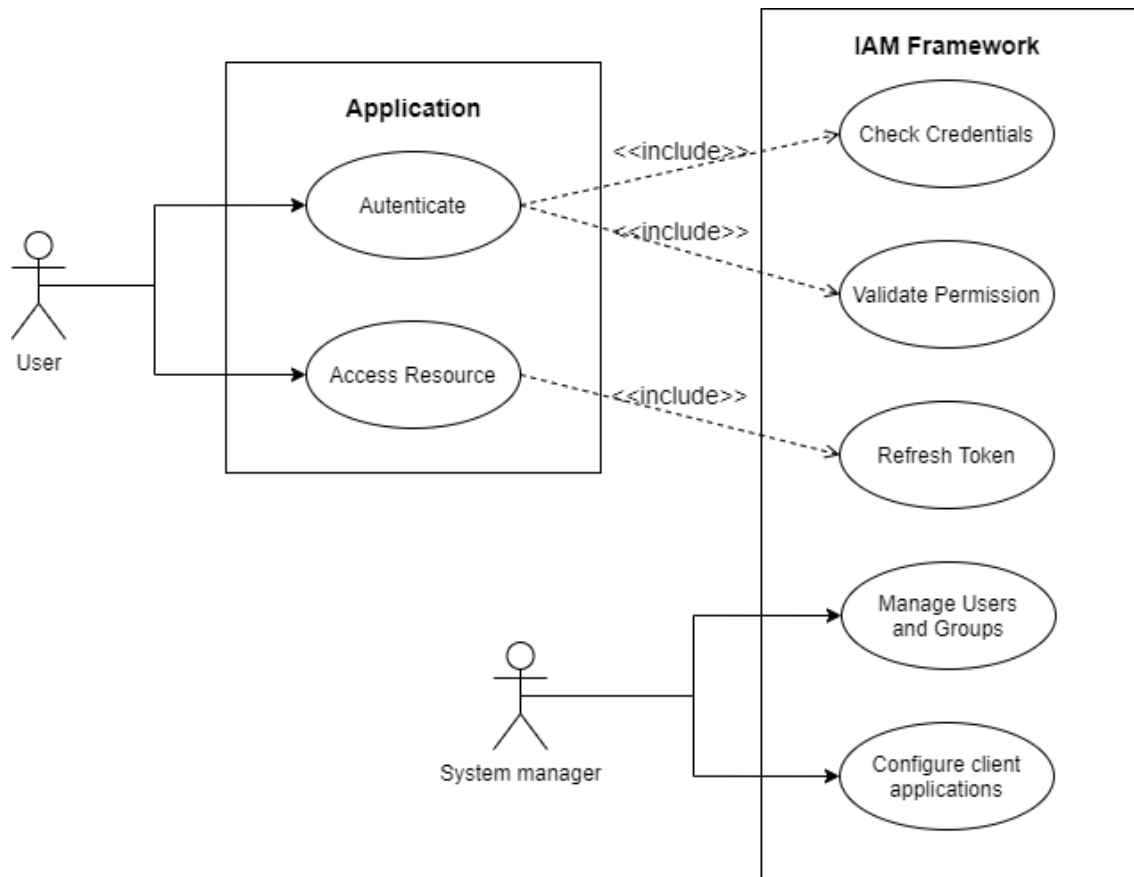 IAM Framework
Application
Check Credentials
<<include>>
Autenticate
<<include>>
Validate Permission
User
Access Resource
<<include>>
Refresh Token
Manage Users
and Groups
System manager
Configure client
applications